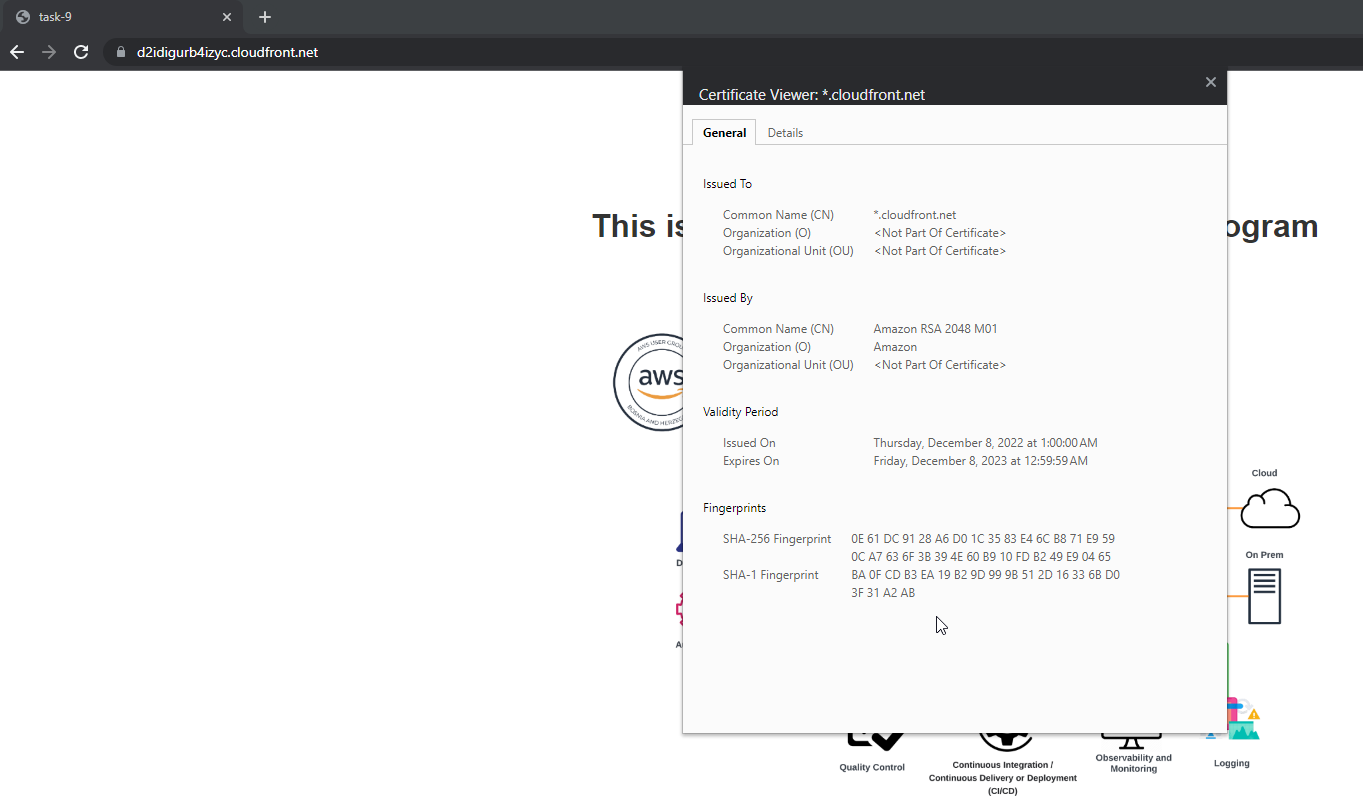 task-9
d2idigurb4izyc.cloudfront.net
Certificate Viewer: *.cloudfront.net
General Details
Issued To
Common Name (CN) *.cloudfront.net
Organization (O) <Not Part Of Certificate>
Organizational Unit (OU) <Not Part Of Certificate>
Issued By
Common Name (CN) Amazon RSA 2048 M01
Organization (O) Amazon
Organizational Unit (OU) <Not Part Of Certificate>
Validity Period
Issued On Thursday, December 8, 2022 at 1:00:00 AM
Expires On Friday, December 8, 2023 at 12:59:59 AM
Fingerprints
SHA-256 Fingerprint 0E 61 DC 91 28 A6 D0 1C 35 83 E4 6C B8 71 E9 59
0C A7 63 6F 3B 39 4E 60 B9 10 FD B2 49 E9 04 65
SHA-1 Fingerprint BA 0F CD B3 EA 19 B2 9D 99 9B 51 2D 16 33 6B D0
3F 31 A2 AB
This is
ogram
AWS USER GROU
aws
BOSNIA AND HERZEG
Cloud
On Prem
D
A
Quality Control
Continuous Integration /
Continuous Delivery or Deployment
(CI/CD)
Observability and
Monitoring
Logging